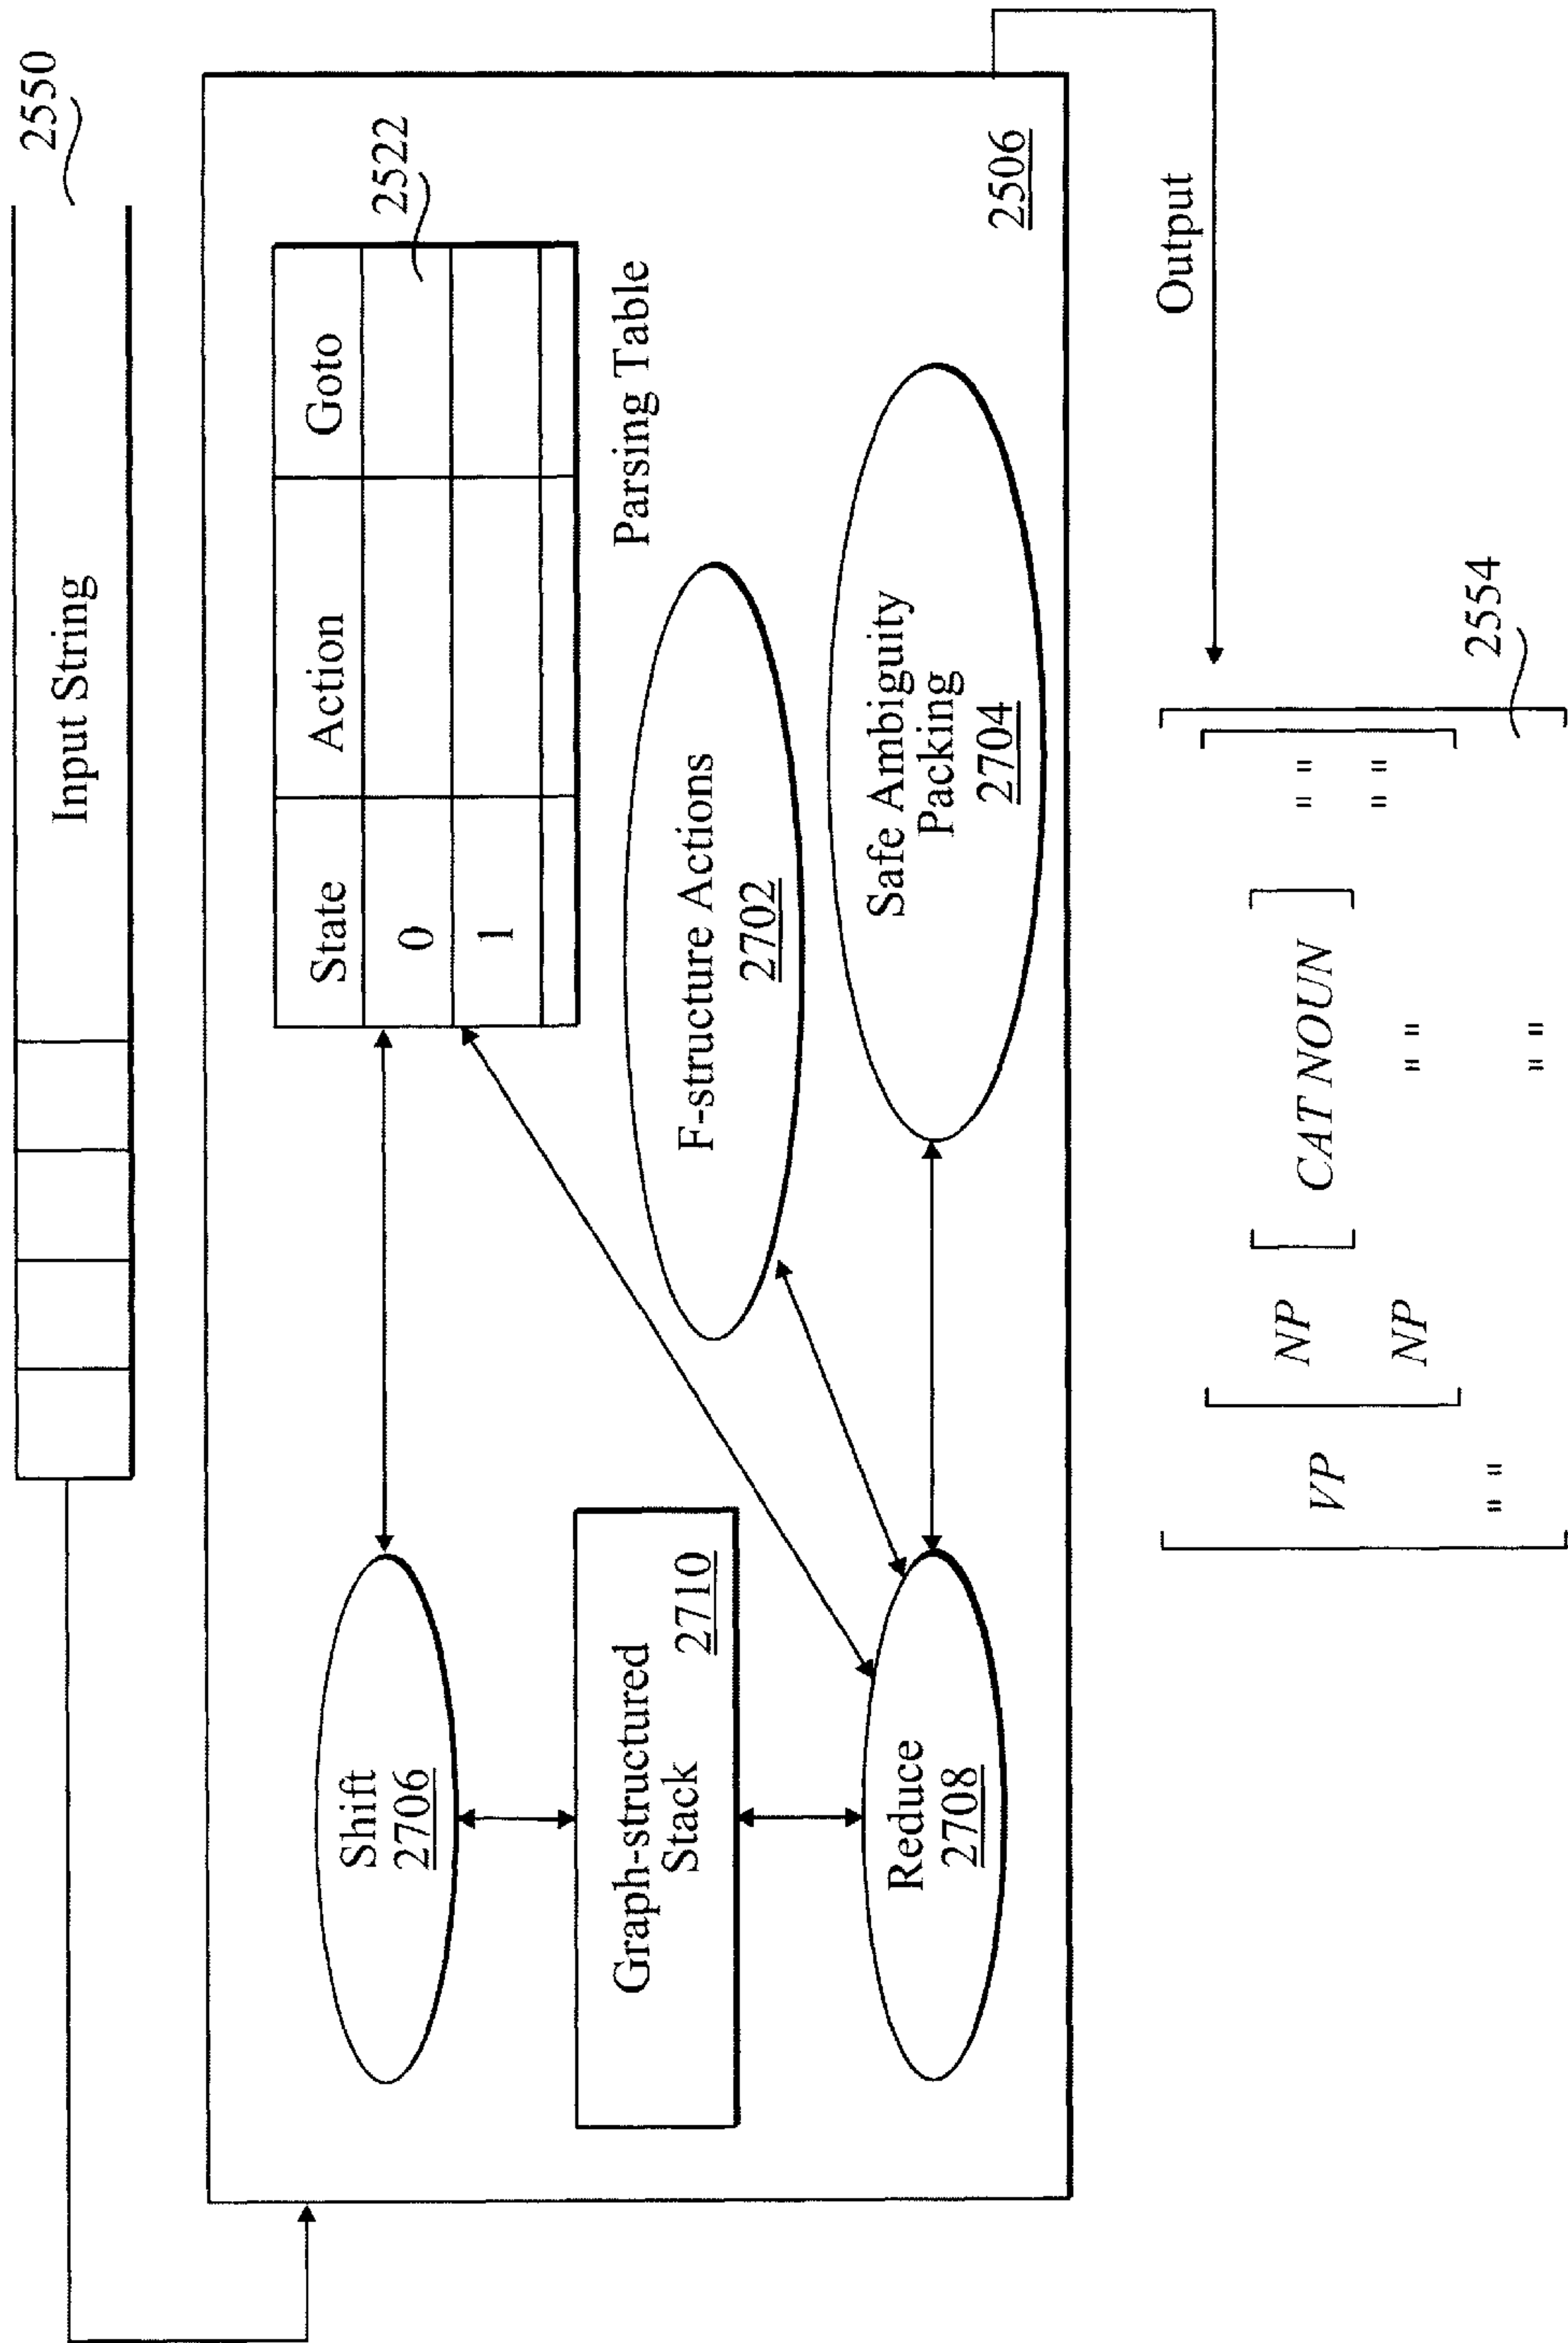 Input String
2550
State Action Goto
0
1
2522
Parsing Table
Shift
2706
Graph-structured
Stack
2710
Reduce
2708
F-structure Actions
2702
Safe Ambiguity
Packing
2704
2506
Output
VP
NP
CAT NOUN
" "
NP
" "
" "
" "
" "
2554